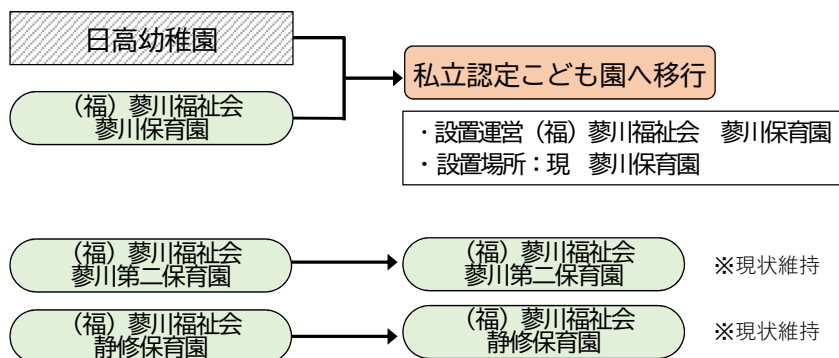 日高幼稚園
(福)蓼川福祉会
蓼川保育園
私立認定こども園へ移行
・設置運営(福)蓼川福祉会　蓼川保育園
・設置場所：現　蓼川保育園
(福)蓼川福祉会
蓼川第二保育園
(福)蓼川福祉会
蓼川第二保育園
※現状維持
(福)蓼川福祉会
静修保育園
(福)蓼川福祉会
静修保育園
※現状維持